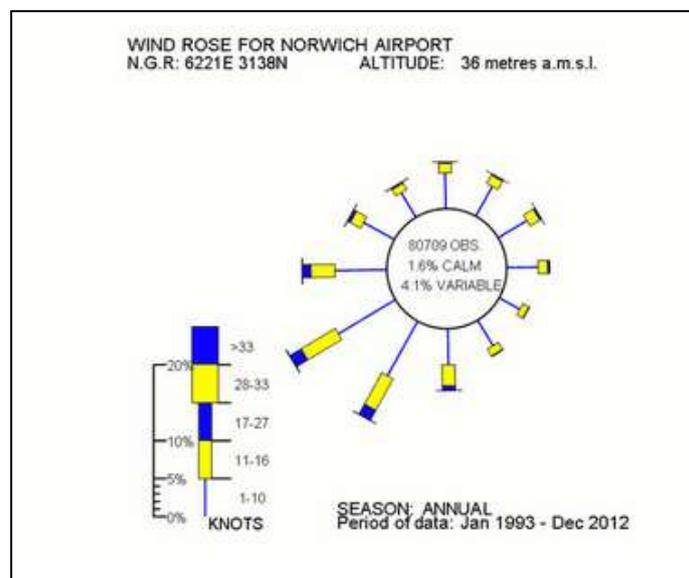 WIND ROSE FOR NORWICH AIRPORT
N.G.R: 6221E 3138N ALTITUDE: 36 metres a.m.s.l.
80709 OBS.
1.6% CALM
4.1% VARIABLE
>33
20%
28-33
17-27
10%
11-16
5%
1-10
0%
KNOTS
SEASON: ANNUAL
Period of data: Jan 1993 - Dec 2012